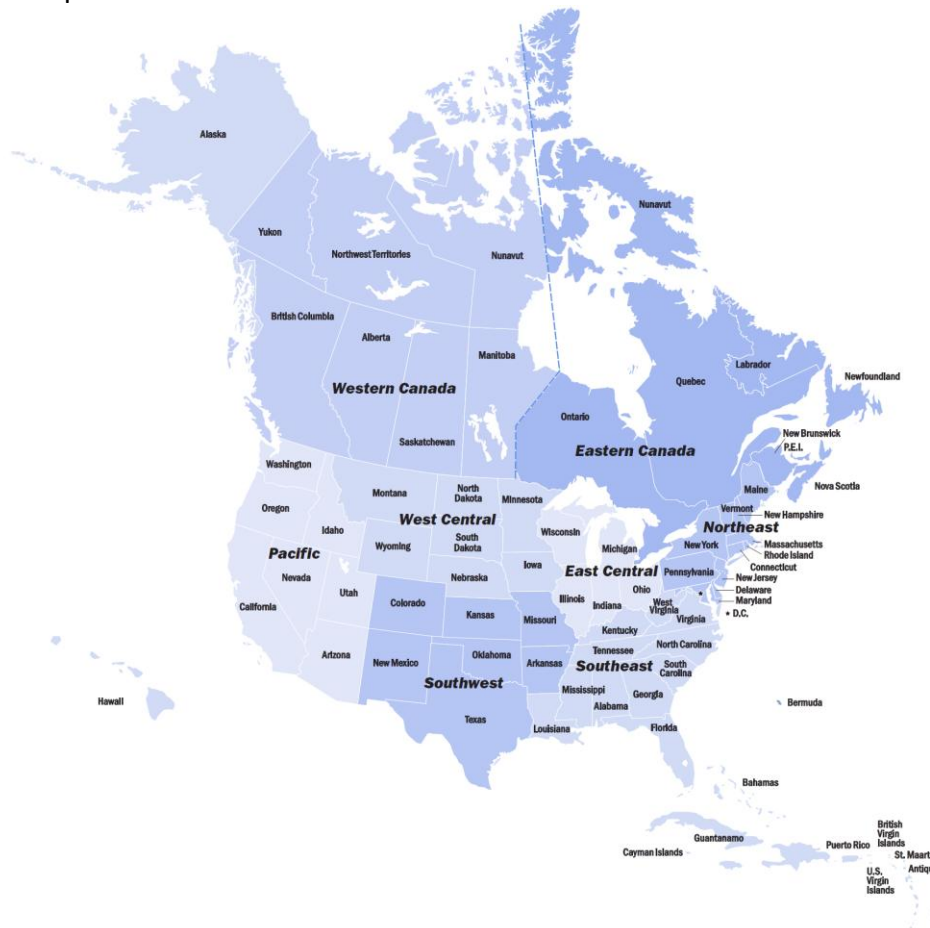 Alaska
Nunavut
Yukon
Northwest Territories
Nunavut
British Columbia
Alberta
Manitoba
Labrador
Quebec
Newfoundland
Western Canada
Ontario
Saskatchewan
Eastern Canada
New Brunswick
P.E.I.
Nova Scotia
Washington
Montana
North
Dakota
Minnesota
Maine
Vermont
New Hampshire
Northeast
Oregon
West Central
Wisconsin
Idaho
Wyoming
South
Dakota
Michigan
New York
Massachusetts
Rhode Island
Connecticut
Pacific
Iowa
East Central
Pennsylvania
New Jersey
Delaware
Maryland
* D.C.
*
Nevada
Utah
Nebraska
Illinois
Indiana
Ohio
West
Virginia
Virginia
California
Colorado
Kansas
Missouri
Kentucky
North Carolina
Tennessee
Arizona
New Mexico
Oklahoma
Arkansas
Southeast
South
Carolina
Southwest
Mississippi
Alabama
Georgia
Hawaii
Texas
Louisiana
Florida
Bermuda
Bahamas
Guantanamo
Cayman Islands
Puerto Rico
British
Virgin
Islands
St. Maart
Antiqu
U.S.
Virgin
Islands